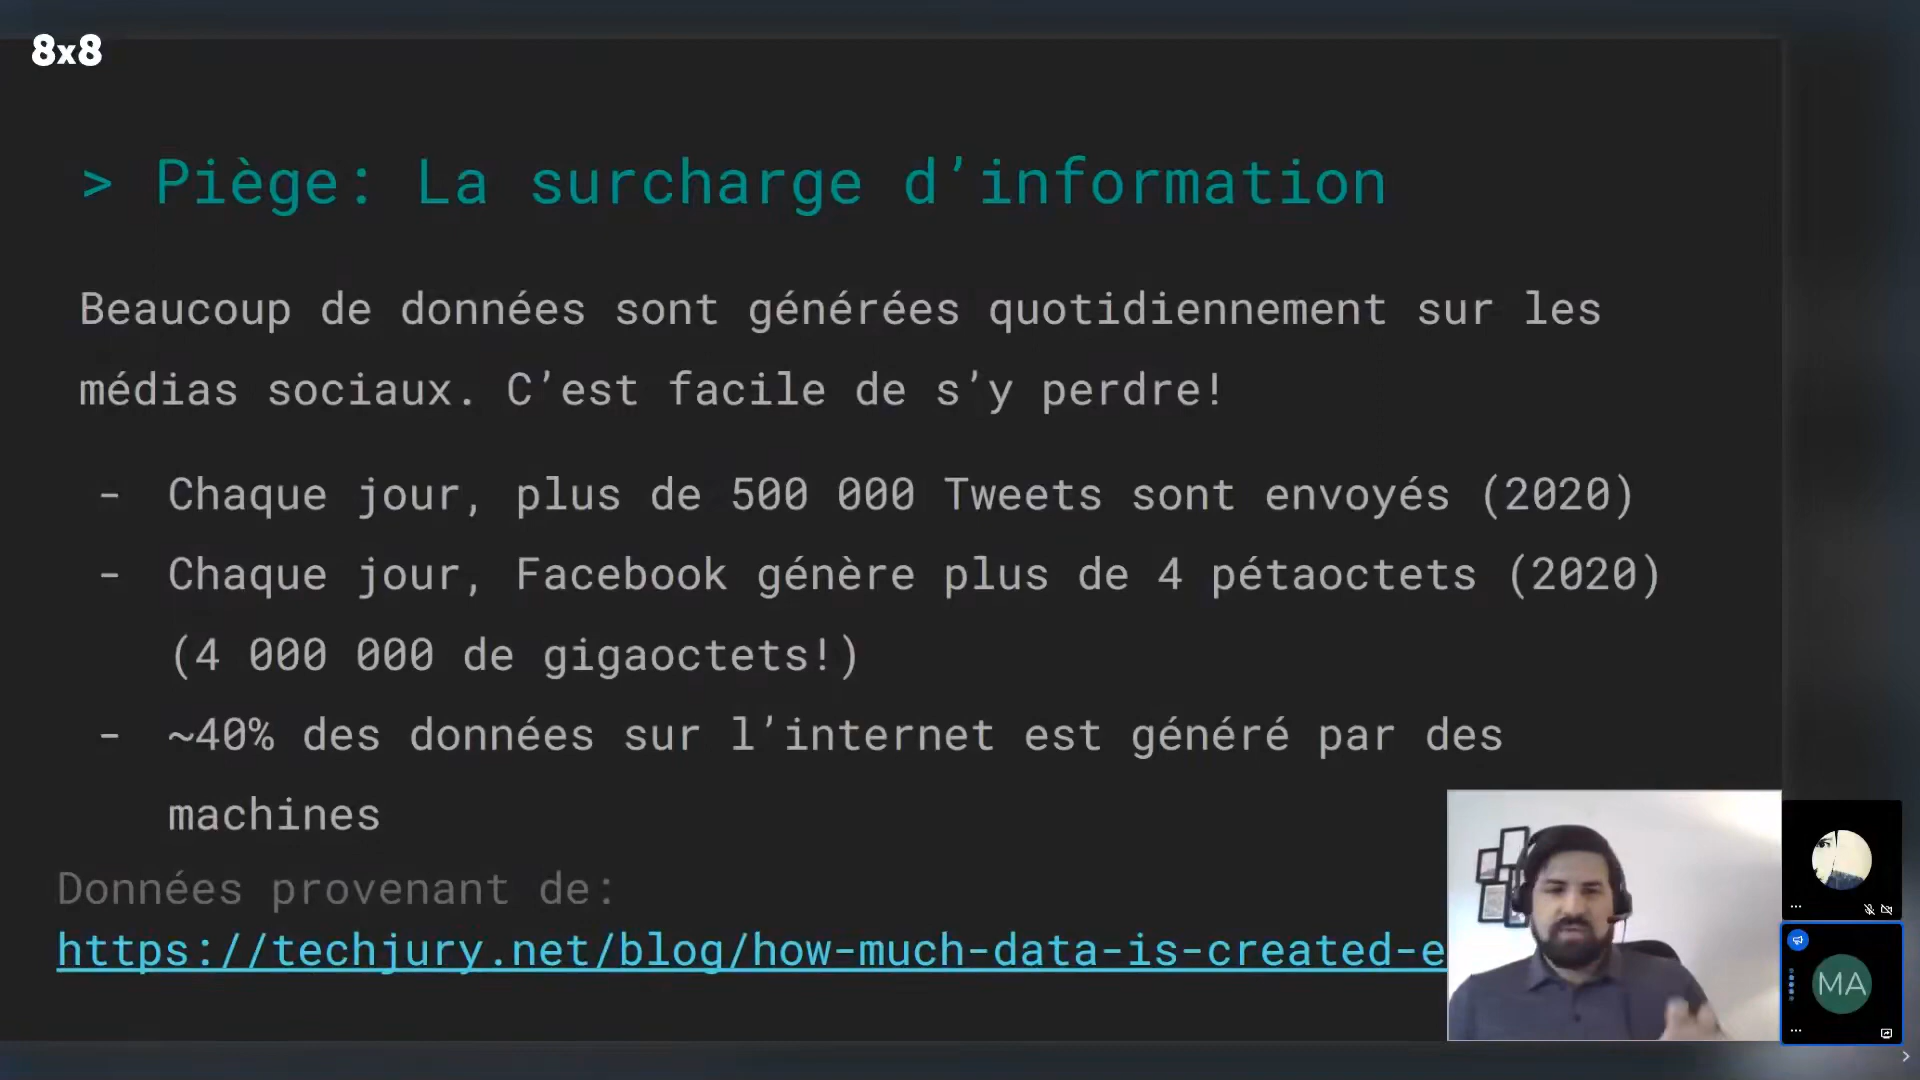 8x8
> Piège: La surcharge d’information
Beaucoup de données sont générées quotidiennement sur les
médias sociaux. C’est facile de s’y perdre!
- Chaque jour, plus de 500 000 Tweets sont envoyés (2020)
- Chaque jour, Facebook génère plus de 4 pétaoctets (2020)
(4 000 000 de gigaoctets!)
- ~40% des données sur l’internet est généré par des
machines
Données provenant de:
https://techjury.net/blog/how-much-data-is-created-e
MA